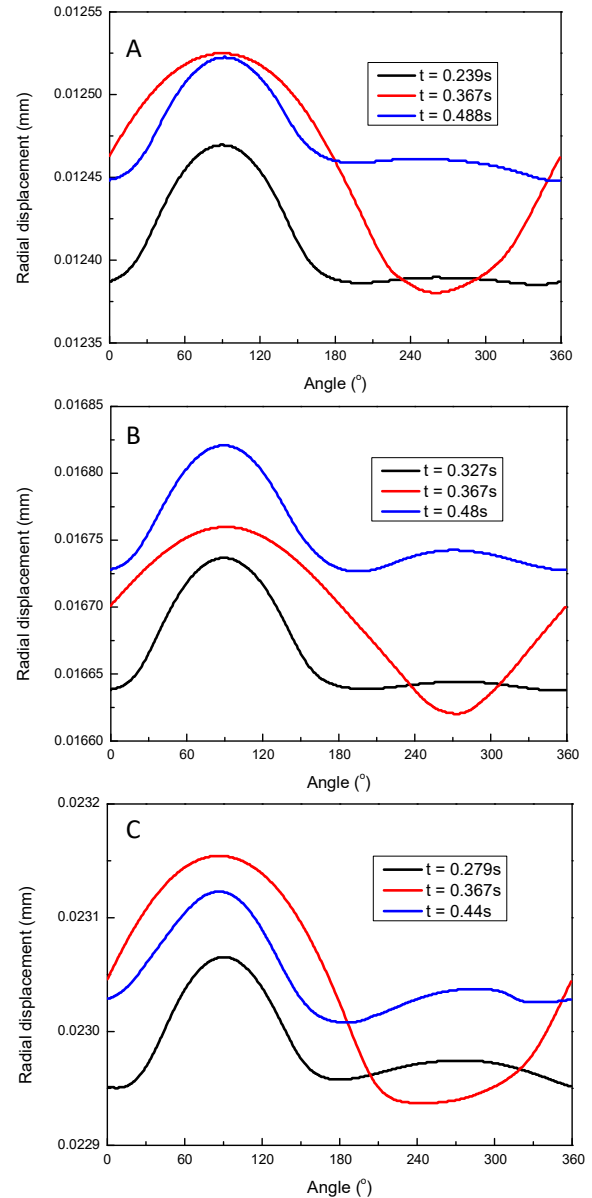 A
t = 0.239s
t = 0.367s
t = 0.488s
Radial displacement (mm)
0.01255
0.01250
0.01245
0.01240
0.01235
0 60 120 180 240 300 360
Angle (°)
B
t = 0.327s
t = 0.367s
t = 0.48s
Radial displacement (mm)
0.01685
0.01680
0.01675
0.01670
0.01665
0.01660
0 60 120 180 240 300 360
Angle (°)
C
t = 0.279s
t = 0.367s
t = 0.44s
Radial displacement (mm)
0.0232
0.0231
0.0230
0.0229
0 60 120 180 240 300 360
Angle (°)